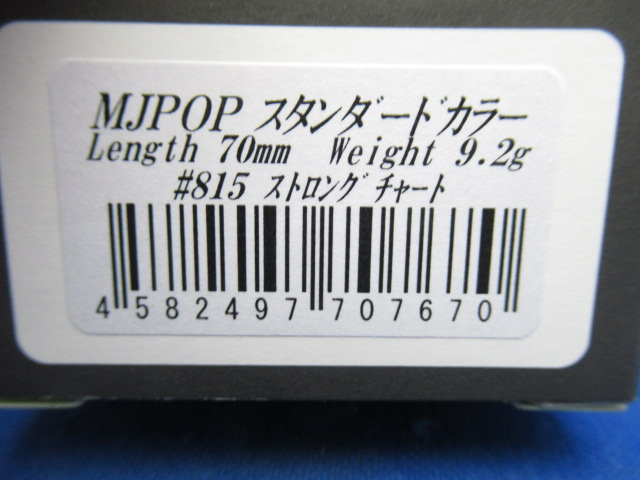 MJPOP スタンダードカラー
Length 70mm Weight 9.2g
#815 ストロングチャート
4 582497 707670